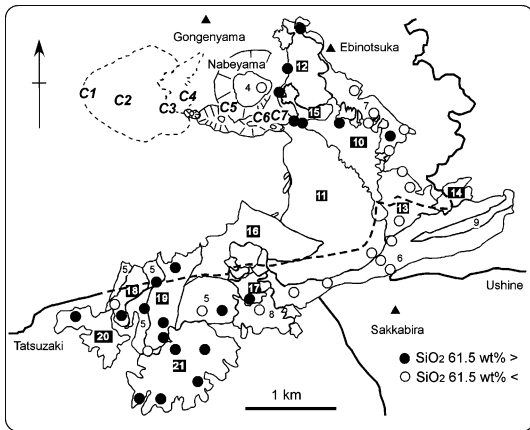 Gongenyama
Ebinotsuka
Nabeyama
12
C1
C2
C3
C4
C5
4
C6
C7
15
7
10
11
14
13
9
16
6
5
5
18
19
17
5
8
5
20
21
Ushine
Tatsuzaki
Sakkabira
SiO2 61.5 wt% >
SiO2 61.5 wt% <
1 km